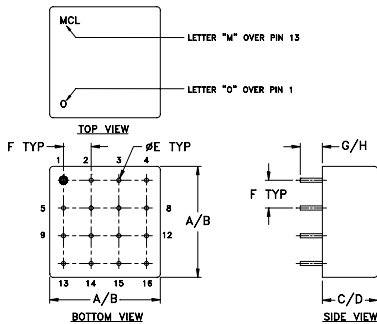 MCL
LETTER "M" OVER PIN 13
O
LETTER "O" OVER PIN 1
TOP VIEW
F TYP
ØE TYP
G/H
1 2 3 4
F TYP
5 8
A/B
9 12
13 14 15 16
A/B
C/D
BOTTOM VIEW
SIDE VIEW